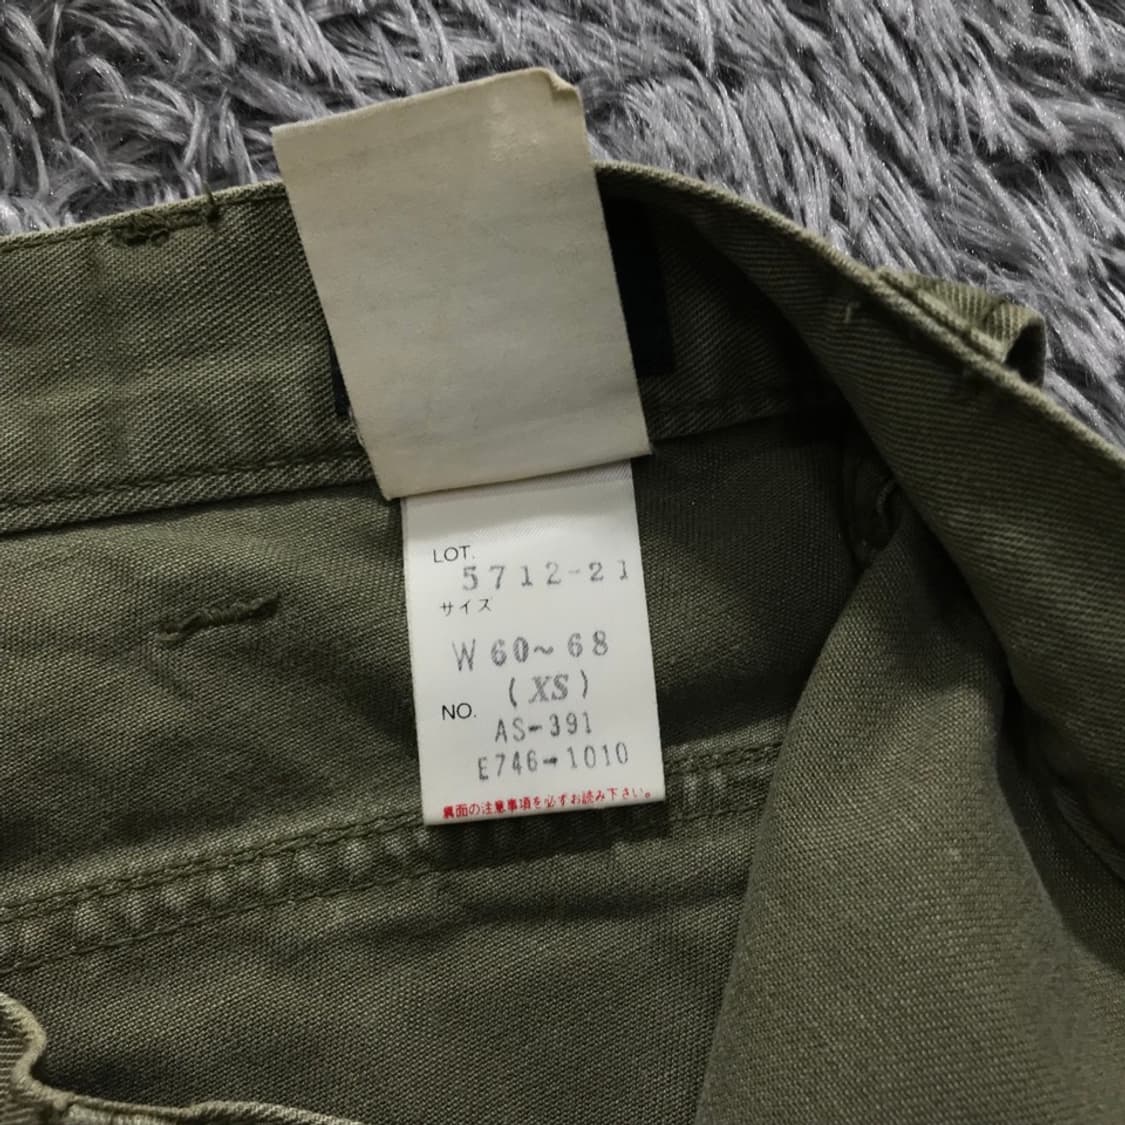 LOT.
5712-21
サイズ
W60~68
(XS)
NO.
AS-391
E746-1010
裏面の注意事項を必ずお読み下さい。